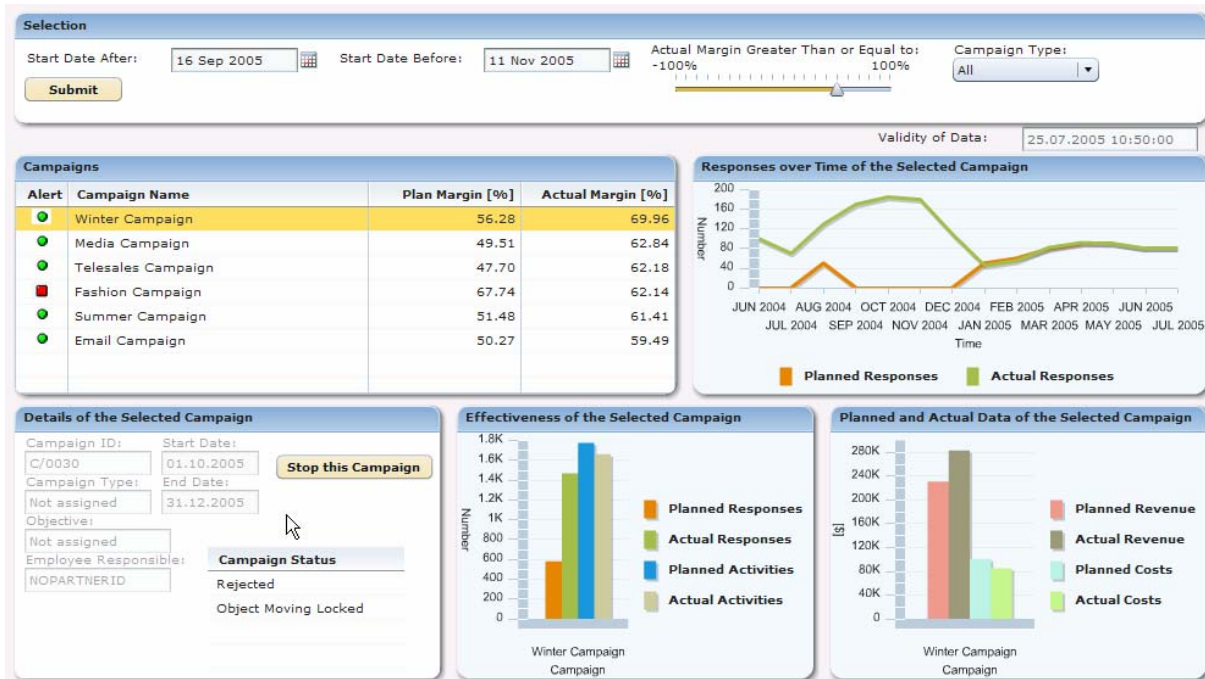 Selection
Start Date After: 16 Sep 2005 Start Date Before: 11 Nov 2005 Actual Margin Greater Than or Equal to: Campaign Type:
-100% 100% All
Submit
Validity of Data: 25.07.2005 10:50:00
Campaigns
Alert Campaign Name Plan Margin [%] Actual Margin [%]
Winter Campaign 56.28 69.96
Media Campaign 49.51 62.84
Telesales Campaign 47.70 62.18
Fashion Campaign 67.74 62.14
Summer Campaign 51.48 61.41
Email Campaign 50.27 59.49
Responses over Time of the Selected Campaign
Number
200
160
120
80
40
0
JUN 2004 AUG 2004 OCT 2004 DEC 2004 FEB 2005 APR 2005 JUN 2005
JUL 2004 SEP 2004 NOV 2004 JAN 2005 MAR 2005 MAY 2005 JUL 2005
Time
Planned Responses Actual Responses
Details of the Selected Campaign
Campaign ID: Start Date:
C/0030 01.10.2005 Stop this Campaign
Campaign Type: End Date:
Not assigned 31.12.2005
Objective:
Not assigned
Employee Responsible:
NOPARTNERID
Campaign Status
Rejected
Object Moving Locked
Effectiveness of the Selected Campaign
Number
1.8K
1.6K
1.4K
1.2K
1K
800
600
400
200
0
Winter Campaign
Campaign
Planned Responses
Actual Responses
Planned Activities
Actual Activities
Planned and Actual Data of the Selected Campaign
[$]
280K
240K
200K
160K
120K
80K
40K
0
Winter Campaign
Campaign
Planned Revenue
Actual Revenue
Planned Costs
Actual Costs